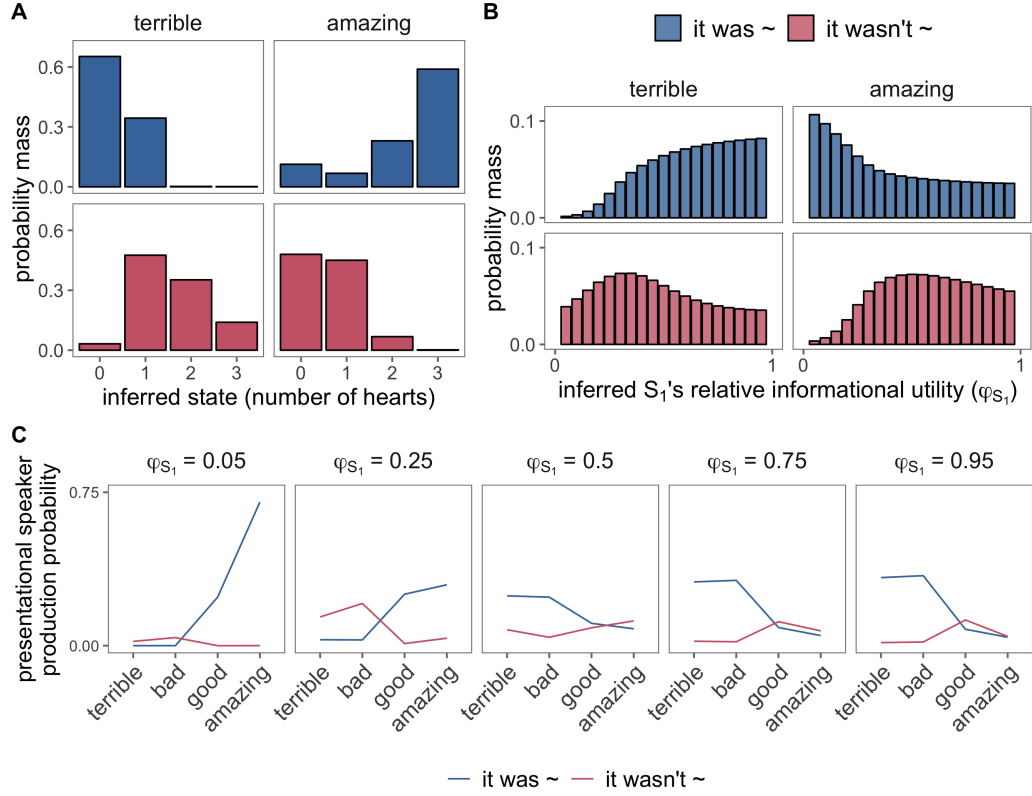 A
terrible
amazing
probability mass
0.6
0.3
0.0
0.6
0.3
0.0
0 1 2 3
0 1 2 3
inferred state (number of hearts)
B
it was ~ it wasn't ~
terrible
amazing
probability mass
0.1
0.0
0.1
0.0
0 1
0 1
inferred S₁'s relative informational utility (φS₁)
C
φS₁ = 0.05
φS₁ = 0.25
φS₁ = 0.5
φS₁ = 0.75
φS₁ = 0.95
presentational speaker
production probability
0.75
0.00
terrible bad good amazing
terrible bad good amazing
terrible bad good amazing
terrible bad good amazing
terrible bad good amazing
it was ~ it wasn't ~